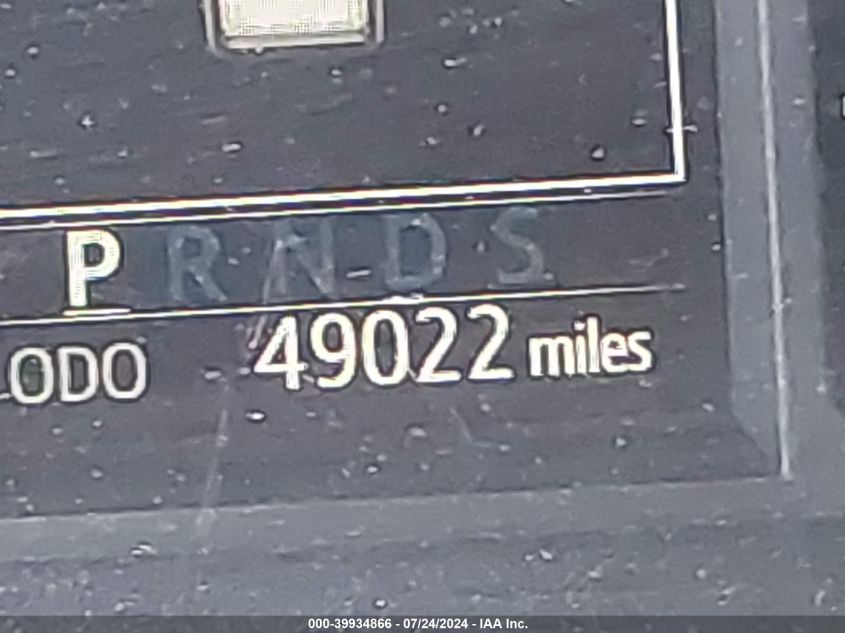 P R N D S
ODO 49022 miles
000-39934866 - 07/24/2024 - IAA Inc.